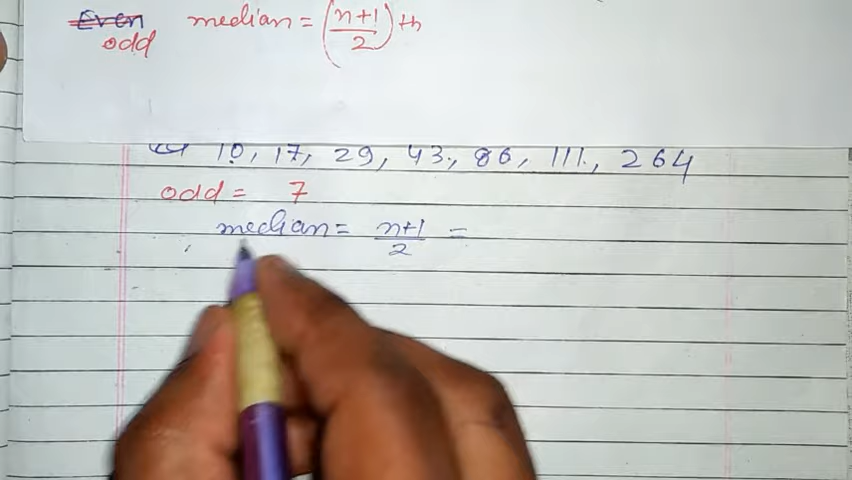 Even median = (n+1/2)th
odd
10, 17, 29, 43, 86, 111, 264
odd = 7
median = n+1/2 =